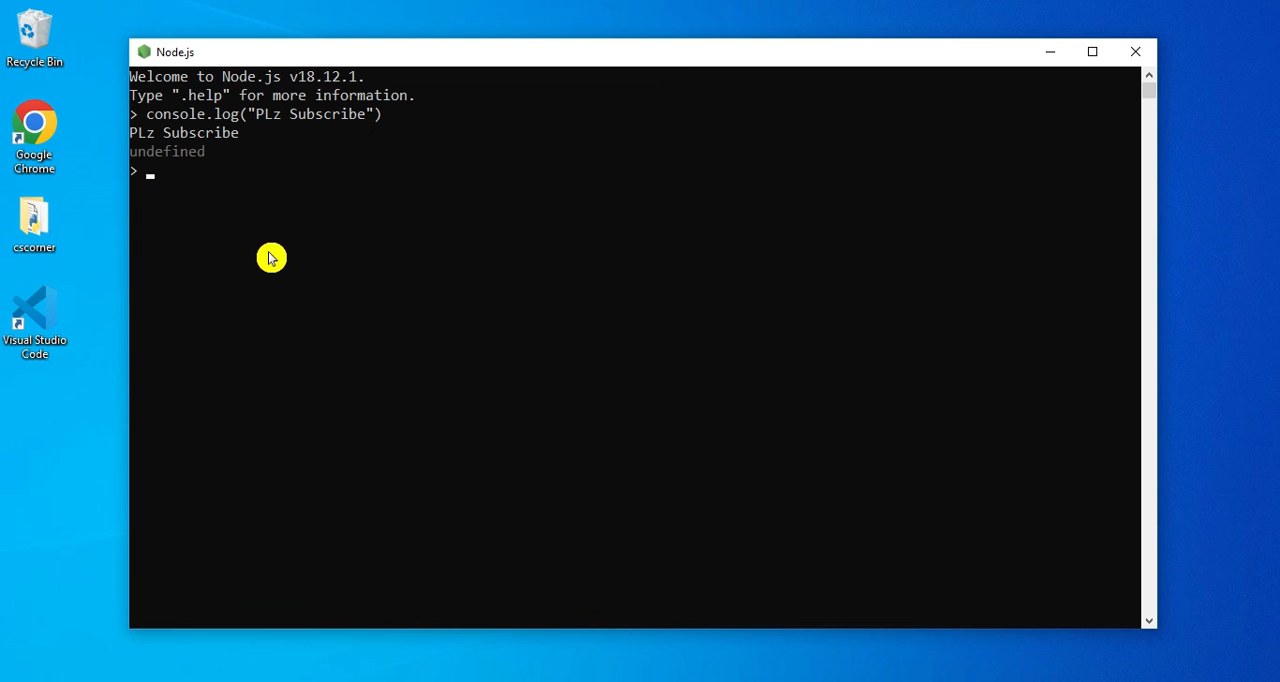 Recycle Bin
Google
Chrome
cscorner
Visual Studio
Code
Node.js
Welcome to Node.js v18.12.1.
Type ".help" for more information.
> console.log("PLz Subscribe")
PLz Subscribe
undefined
>